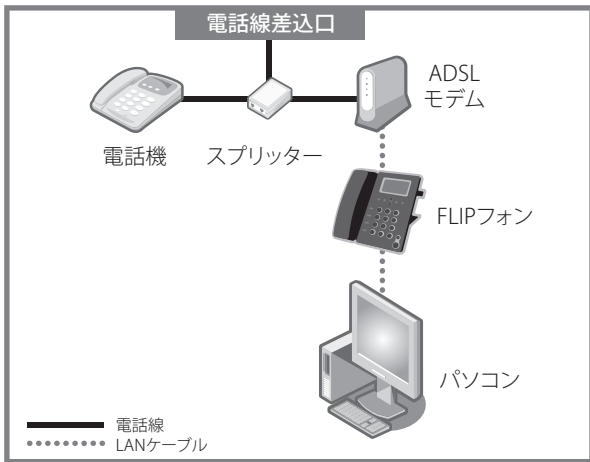 電話線差込口
ADSL
モデム
電話機
スプリッター
FLIPフォン
パソコン
電話線
LANケーブル